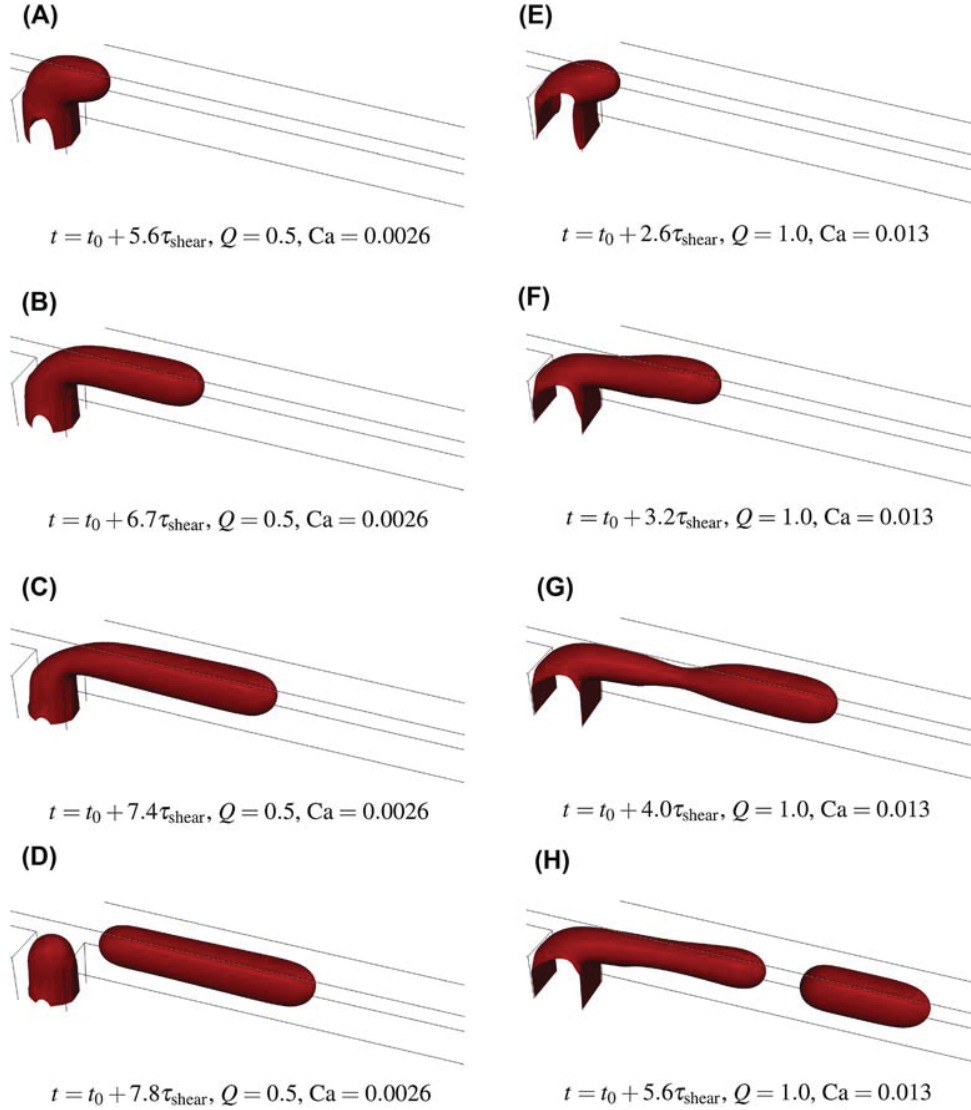 (A)
t = t₀ + 5.6τshear, Q = 0.5, Ca = 0.0026
(B)
t = t₀ + 6.7τshear, Q = 0.5, Ca = 0.0026
(C)
t = t₀ + 7.4τshear, Q = 0.5, Ca = 0.0026
(D)
t = t₀ + 7.8τshear, Q = 0.5, Ca = 0.0026
(E)
t = t₀ + 2.6τshear, Q = 1.0, Ca = 0.013
(F)
t = t₀ + 3.2τshear, Q = 1.0, Ca = 0.013
(G)
t = t₀ + 4.0τshear, Q = 1.0, Ca = 0.013
(H)
t = t₀ + 5.6τshear, Q = 1.0, Ca = 0.013